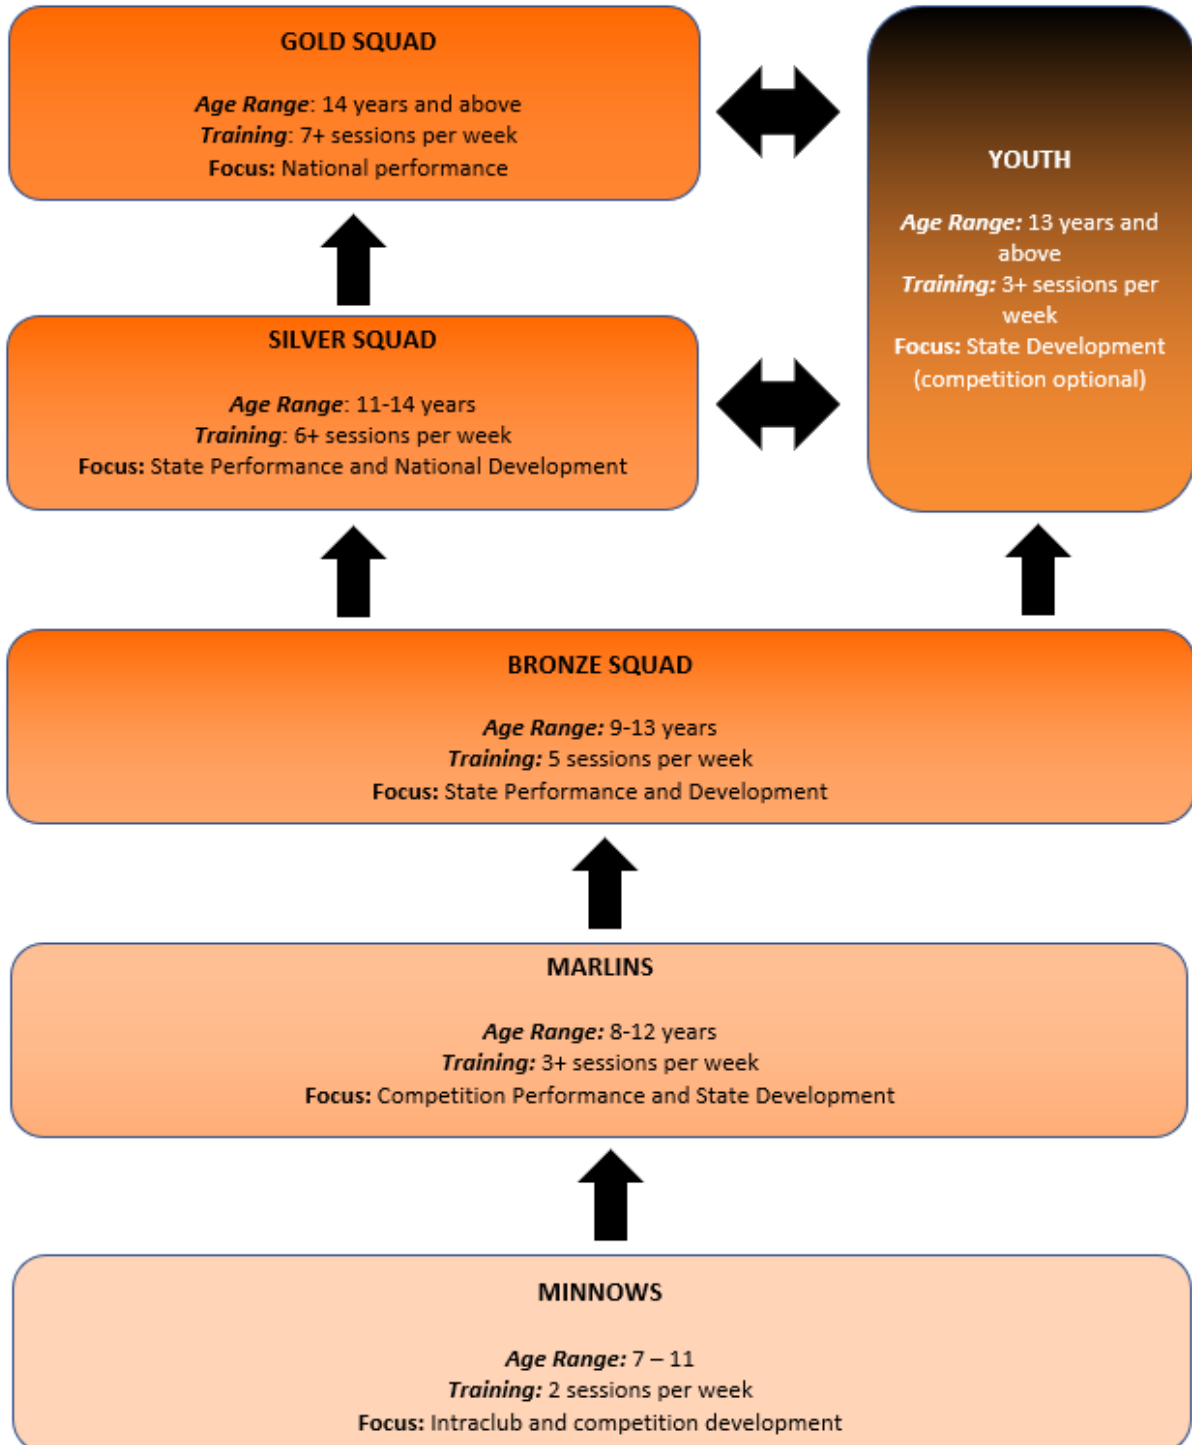 GOLD SQUAD
Age Range: 14 years and above
Training: 7+ sessions per week
Focus: National performance
YOUTH
Age Range: 13 years and
above
Training: 3+ sessions per
week
Focus: State Development
(competition optional)
SILVER SQUAD
Age Range: 11-14 years
Training: 6+ sessions per week
Focus: State Performance and National Development
BRONZE SQUAD
Age Range: 9-13 years
Training: 5 sessions per week
Focus: State Performance and Development
MARLINS
Age Range: 8-12 years
Training: 3+ sessions per week
Focus: Competition Performance and State Development
MINNOWS
Age Range: 7 – 11
Training: 2 sessions per week
Focus: Intraclub and competition development